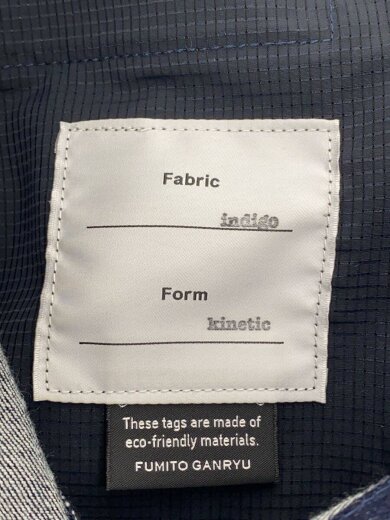 Fabric
indigo
Form
kinetic
These tags are made of
eco-friendly materials.
FUMITO GANRYU